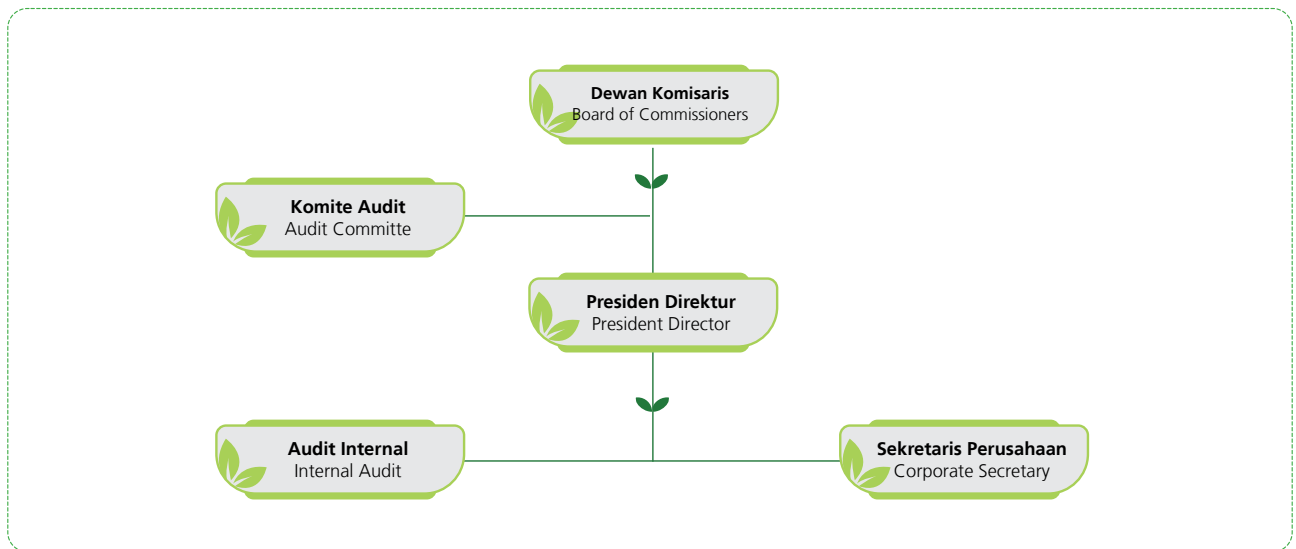 Dewan Komisaris
Board of Commissioners
Komite Audit
Audit Committe
Presiden Direktur
President Director
Audit Internal
Internal Audit
Sekretaris Perusahaan
Corporate Secretary